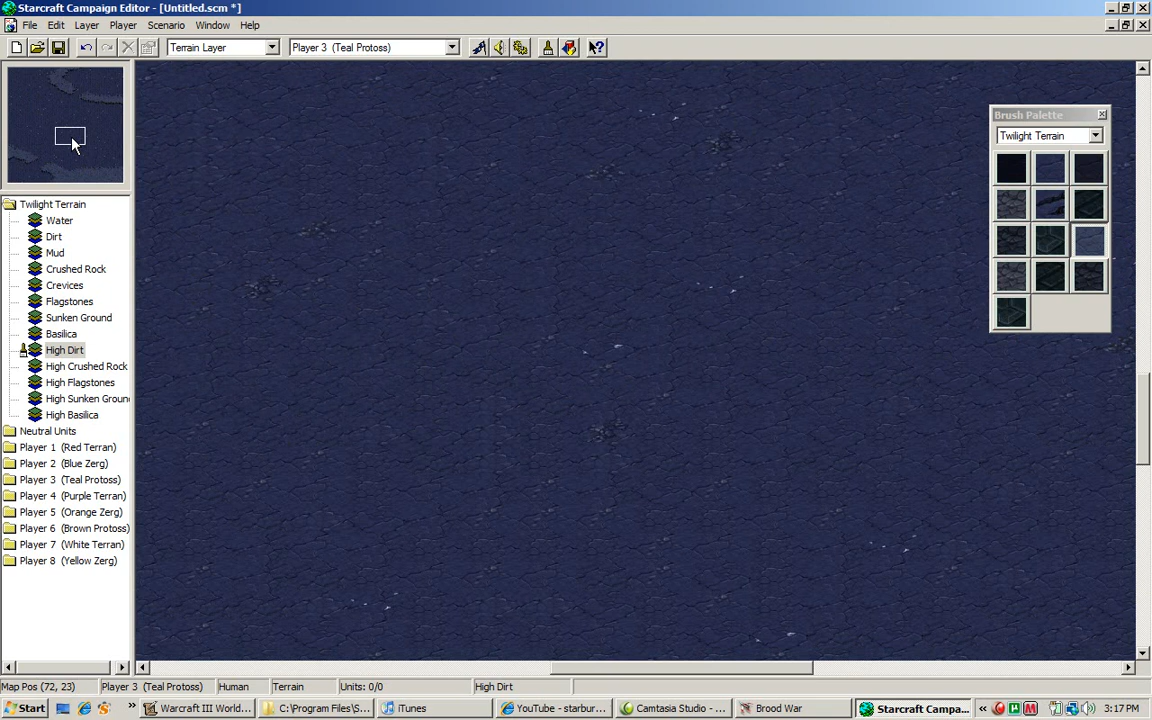 Starcraft Campaign Editor - [Untitled.scm *]
File Edit Layer Player Scenario Window Help
Terrain Layer Player 3 (Teal Protoss)
Brush Palette
Twilight Terrain
Twilight Terrain
Water
Dirt
Mud
Crushed Rock
Crevices
Flagstones
Sunken Ground
Basilica
High Dirt
High Crushed Rock
High Flagstones
High Sunken Groun
High Basilica
Neutral Units
Player 1 (Red Terran)
Player 2 (Blue Zerg)
Player 3 (Teal Protoss)
Player 4 (Purple Terran)
Player 5 (Orange Zerg)
Player 6 (Brown Protoss)
Player 7 (White Terran)
Player 8 (Yellow Zerg)
Map Pos (72, 23) Player 3 (Teal Protoss) Human Terrain Units: 0/0 High Dirt
Start » Warcraft III World... C:\Program Files\S... iTunes YouTube - starbur... Camtasia Studio - ... Brood War Starcraft Campa... « 3:17 PM